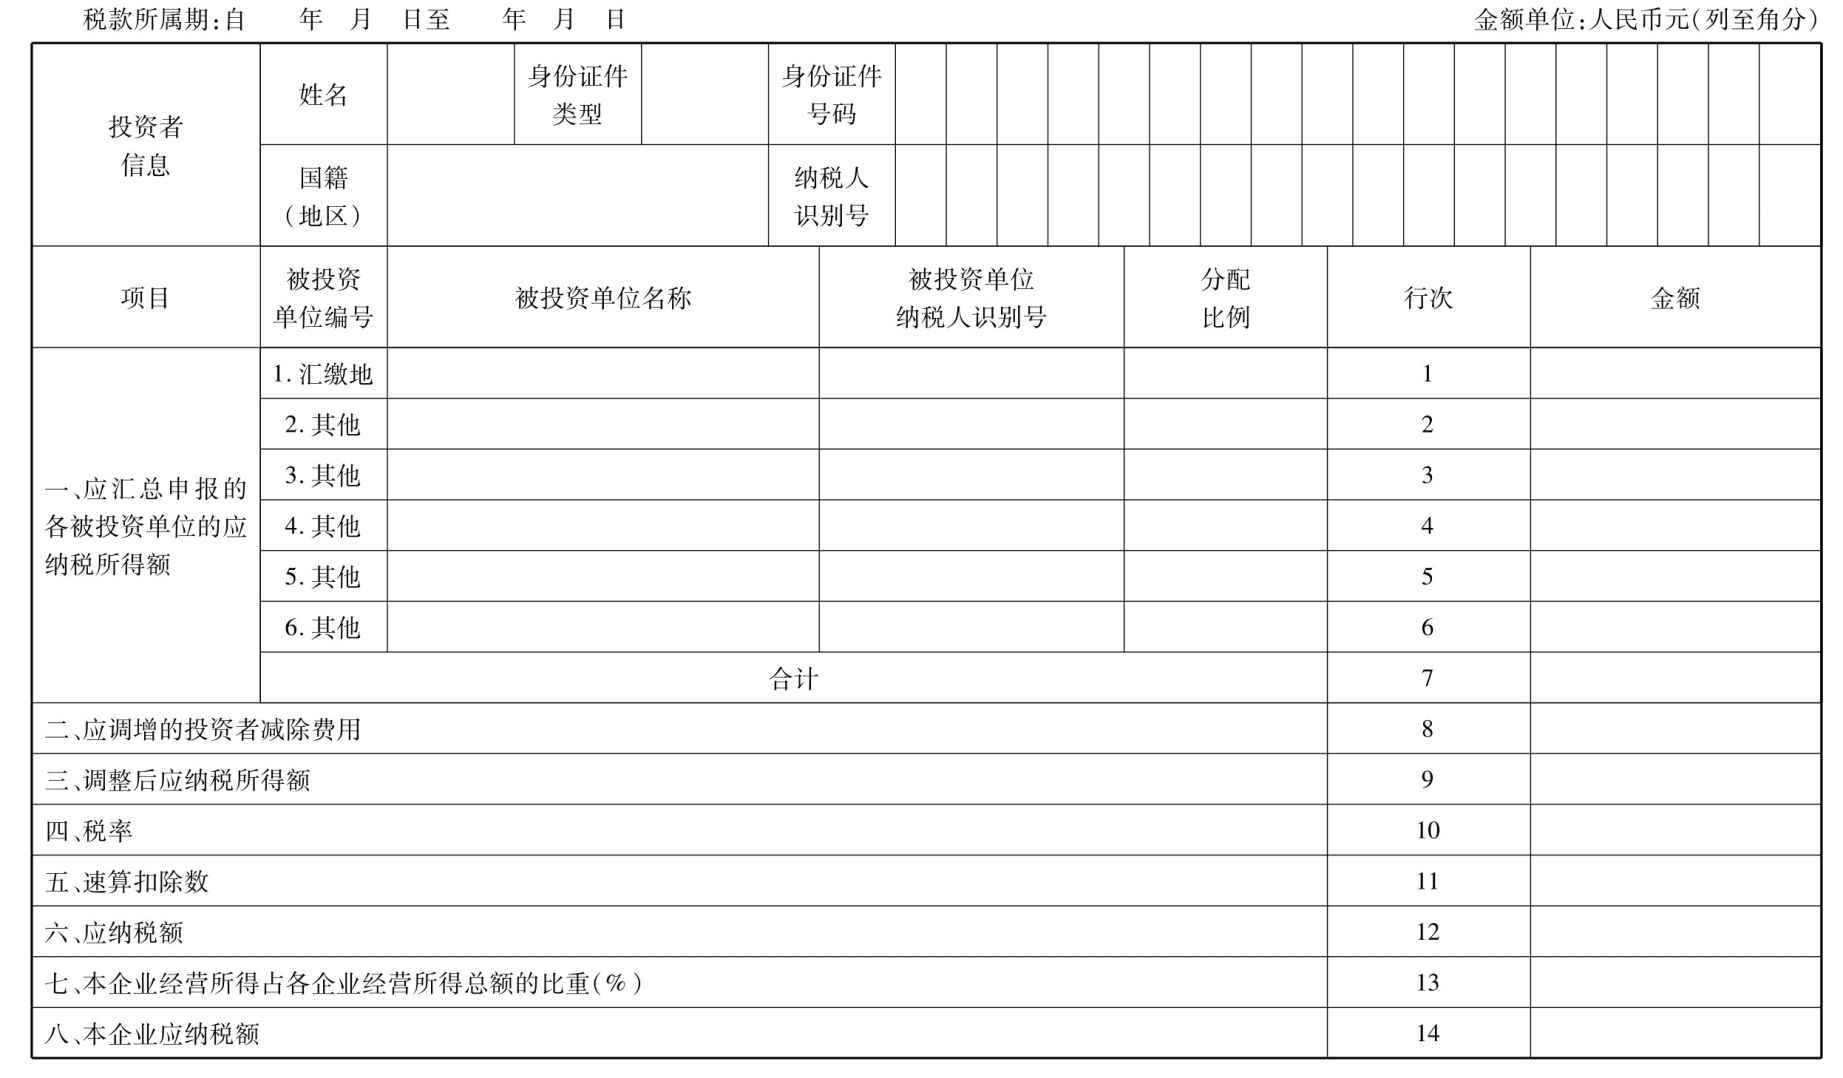 税款所属期:自　　年　月　日至　　年　月　日　　金额单位:人民币元(列至角分)
投资者
信息
姓名
身份证件
类型
身份证件
号码
国籍
(地区)
纳税人
识别号
项目
被投资
单位编号
被投资单位名称
被投资单位
纳税人识别号
分配
比例
行次
金额
一、应汇总申报的
各被投资单位的应
纳税所得额
1. 汇缴地　1
2. 其他　2
3. 其他　3
4. 其他　4
5. 其他　5
6. 其他　6
合计　7
二、应调增的投资者减除费用　8
三、调整后应纳税所得额　9
四、税率　10
五、速算扣除数　11
六、应纳税额　12
七、本企业经营所得占各企业经营所得总额的比重(%)　13
八、本企业应纳税额　14